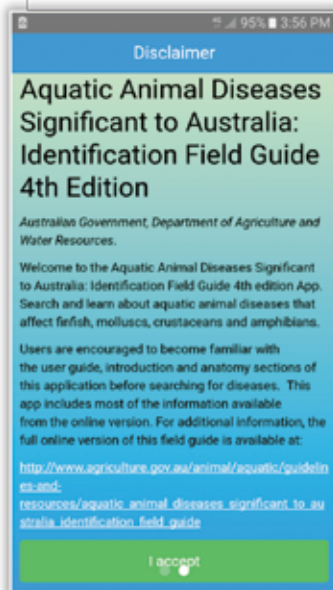 95% 3:56 PM
Disclaimer
Aquatic Animal Diseases
Significant to Australia:
Identification Field Guide
4th Edition
Australian Government, Department of Agriculture and
Water Resources.
Welcome to the Aquatic Animal Diseases Significant
to Australia: Identification Field Guide 4th edition App.
Search and learn about aquatic animal diseases that
affect finfish, molluscs, crustaceans and amphibians.
Users are encouraged to become familiar with
the user guide, introduction and anatomy sections of
this application before searching for diseases. This
app includes most of the information available
from the online version. For additional information, the
full online version of this field guide is available at:
http://www.agriculture.gov.au/animal/aquatic/guidelin
es-and-
resources/aquatic_animal_diseases_significant_to_au
stralia_identification_field_guide
I accept